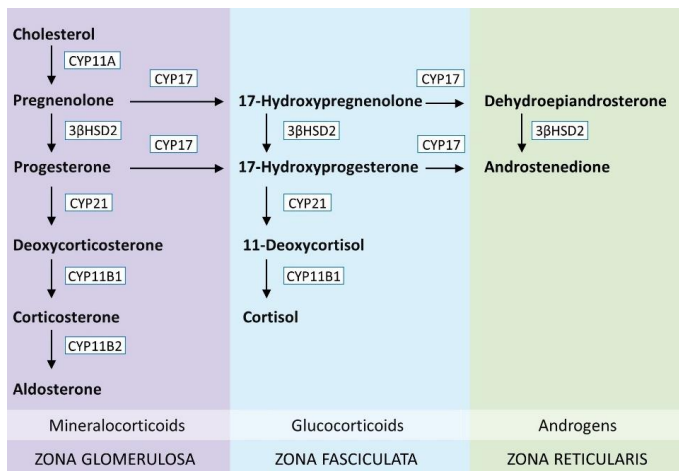 Cholesterol
CYP11A
CYP17
CYP17
Pregnenolone
17-Hydroxypregnenolone
Dehydroepiandrosterone
3βHSD2
3βHSD2
3βHSD2
CYP17
CYP17
Progesterone
17-Hydroxyprogesterone
Androstenedione
CYP21
CYP21
Deoxycorticosterone
11-Deoxycortisol
CYP11B1
CYP11B1
Corticosterone
Cortisol
CYP11B2
Aldosterone
Mineralocorticoids
Glucocorticoids
Androgens
ZONA GLOMERULOSA
ZONA FASCICULATA
ZONA RETICULARIS